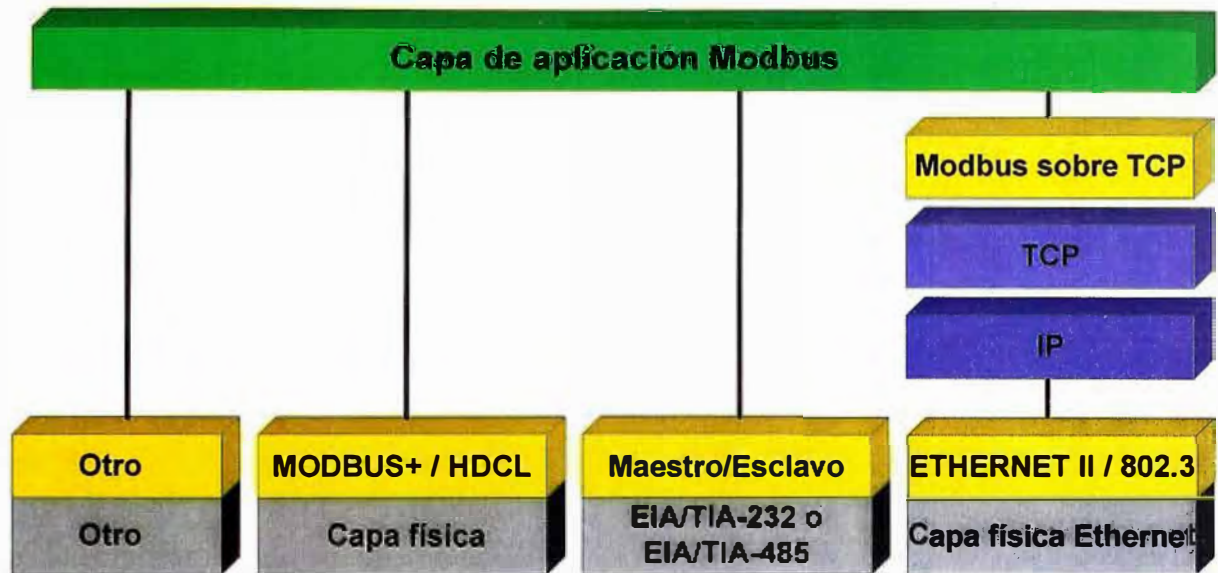 Capa de aplicación Modbus
Modbus sobre TCP
TCP
IP
Otro
MODBUS+ / HDCL
Maestro/Esclavo
ETHERNET II / 802.3
Otro
Capa física
EIA/TIA-232 o
EIA/TIA-485
Capa física Ethernet